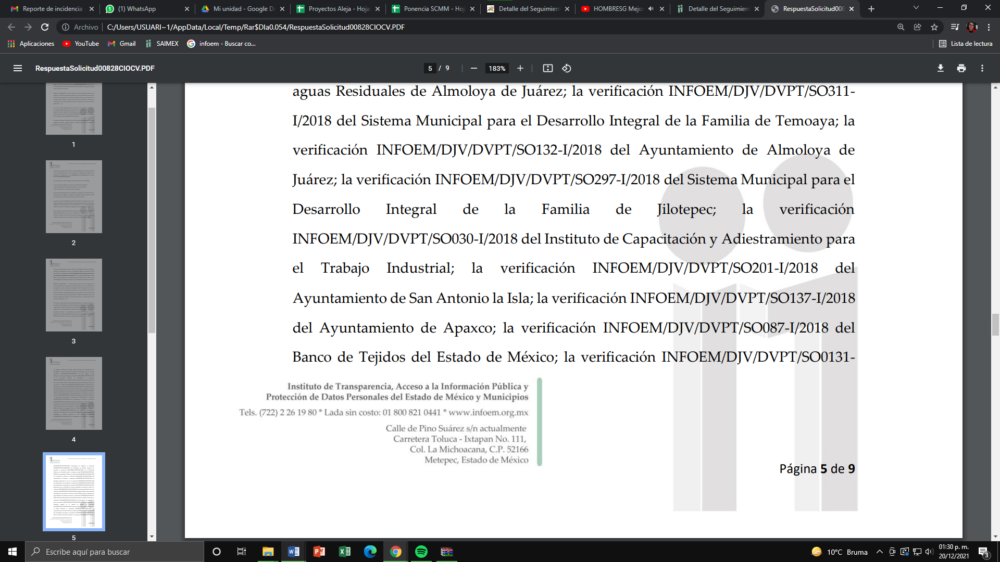 Reporte de incidencia
(1) WhatsApp
Mi unidad - Google Dr
Proyectos Aleja - Hojas
Ponencia SCMM - Hoj
Detalle del Seguimient
HOMBRESG Mejor
Detalle del Seguimient
RespuestaSolicitud008
Archivo
C:/Users/USUARI~1/AppData/Local/Temp/Rar$DIa0.054/RespuestaSolicitud00828CIOCV.PDF
Aplicaciones
YouTube
Gmail
SAIMEX
infoem - Buscar co...
Lista de lectura
RespuestaSolicitud00828CIOCV.PDF
5 / 9
183%
1
2
3
4
5
aguas Residuales de Almoloya de Juárez; la verificación INFOEM/DJV/DVPT/SO311-
I/2018 del Sistema Municipal para el Desarrollo Integral de la Familia de Temoaya; la
verificación INFOEM/DJV/DVPT/SO132-I/2018 del Ayuntamiento de Almoloya de
Juárez; la verificación INFOEM/DJV/DVPT/SO297-I/2018 del Sistema Municipal para el
Desarrollo Integral de la Familia de Jilotepec; la verificación
INFOEM/DJV/DVPT/SO030-I/2018 del Instituto de Capacitación y Adiestramiento para
el Trabajo Industrial; la verificación INFOEM/DJV/DVPT/SO201-I/2018 del
Ayuntamiento de San Antonio la Isla; la verificación INFOEM/DJV/DVPT/SO137-I/2018
del Ayuntamiento de Apaxco; la verificación INFOEM/DJV/DVPT/SO087-I/2018 del
Banco de Tejidos del Estado de México; la verificación INFOEM/DJV/DVPT/SO0131-
Instituto de Transparencia, Acceso a la Información Pública y
Protección de Datos Personales del Estado de México y Municipios
Tels. (722) 2 26 19 80 * Lada sin costo: 01 800 821 0441 * www.infoem.org.mx
Calle de Pino Suárez s/n actualmente
Carretera Toluca - Ixtapan No. 111,
Col. La Michoacana, C.P. 52166
Metepec, Estado de México
Página 5 de 9
Escribe aquí para buscar
10°C Bruma
01:30 p. m.
20/12/2021
3